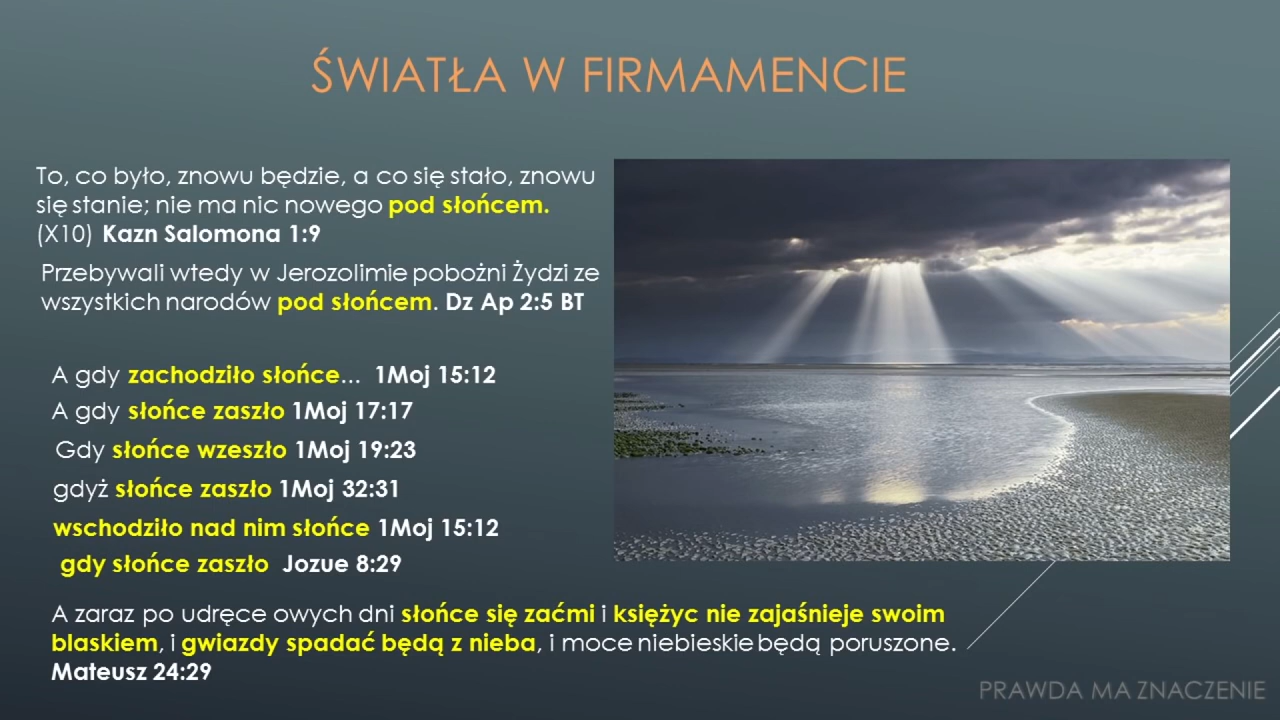 ŚWIATŁA W FIRMAMENCIE
To, co było, znowu będzie, a co się stało, znowu
się stanie; nie ma nic nowego pod słońcem.
(X10) Kazn Salomona 1:9
Przebywali wtedy w Jerozolimie pobożni Żydzi ze
wszystkich narodów pod słońcem. Dz Ap 2:5 BT
A gdy zachodziło słońce... 1Moj 15:12
A gdy słońce zaszło 1Moj 17:17
Gdy słońce wzeszło 1Moj 19:23
gdyż słońce zaszło 1Moj 32:31
wschodziło nad nim słońce 1Moj 15:12
gdy słońce zaszło Jozue 8:29
A zaraz po udręce owych dni słońce się zaćmi i księżyc nie zajaśnieje swoim
blaskiem, i gwiazdy spadać będą z nieba, i moce niebieskie będą poruszone.
Mateusz 24:29
PRAWDA MA ZNACZENIE